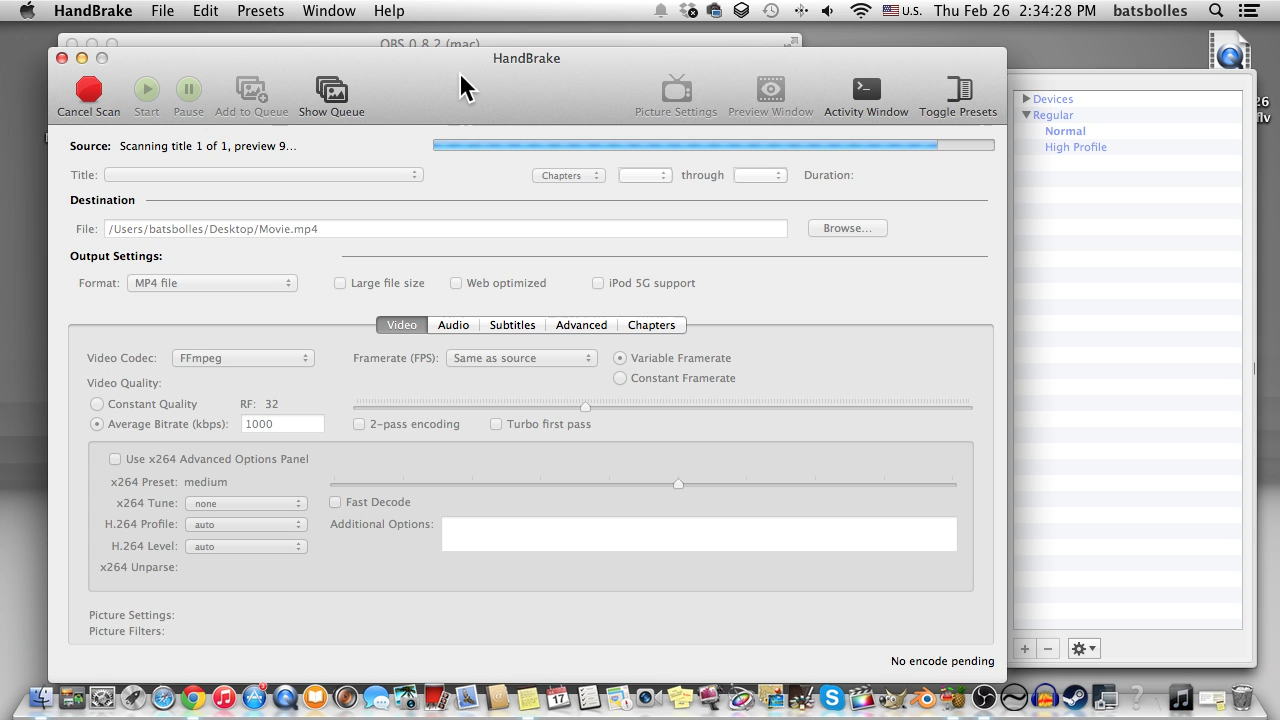 HandBrake File Edit Presets Window Help U.S. Thu Feb 26 2:34:28 PM batsbolles
OBS 0.8.2 (mac)
HandBrake
Cancel Scan Start Pause Add to Queue Show Queue Picture Settings Preview Window Activity Window Toggle Presets
Source: Scanning title 1 of 1, preview 9...
Title: Chapters through Duration:
Destination
File: /Users/batsbolles/Desktop/Movie.mp4 Browse...
Output Settings:
Format: MP4 file Large file size Web optimized iPod 5G support
Video Audio Subtitles Advanced Chapters
Video Codec: FFmpeg Framerate (FPS): Same as source Variable Framerate
Constant Framerate
Video Quality:
Constant Quality RF: 32
Average Bitrate (kbps): 1000 2-pass encoding Turbo first pass
Use x264 Advanced Options Panel
x264 Preset: medium
x264 Tune: none Fast Decode
H.264 Profile: auto Additional Options:
H.264 Level: auto
x264 Unparse:
Picture Settings:
Picture Filters:
No encode pending
Devices
Regular
Normal
High Profile
26
flv